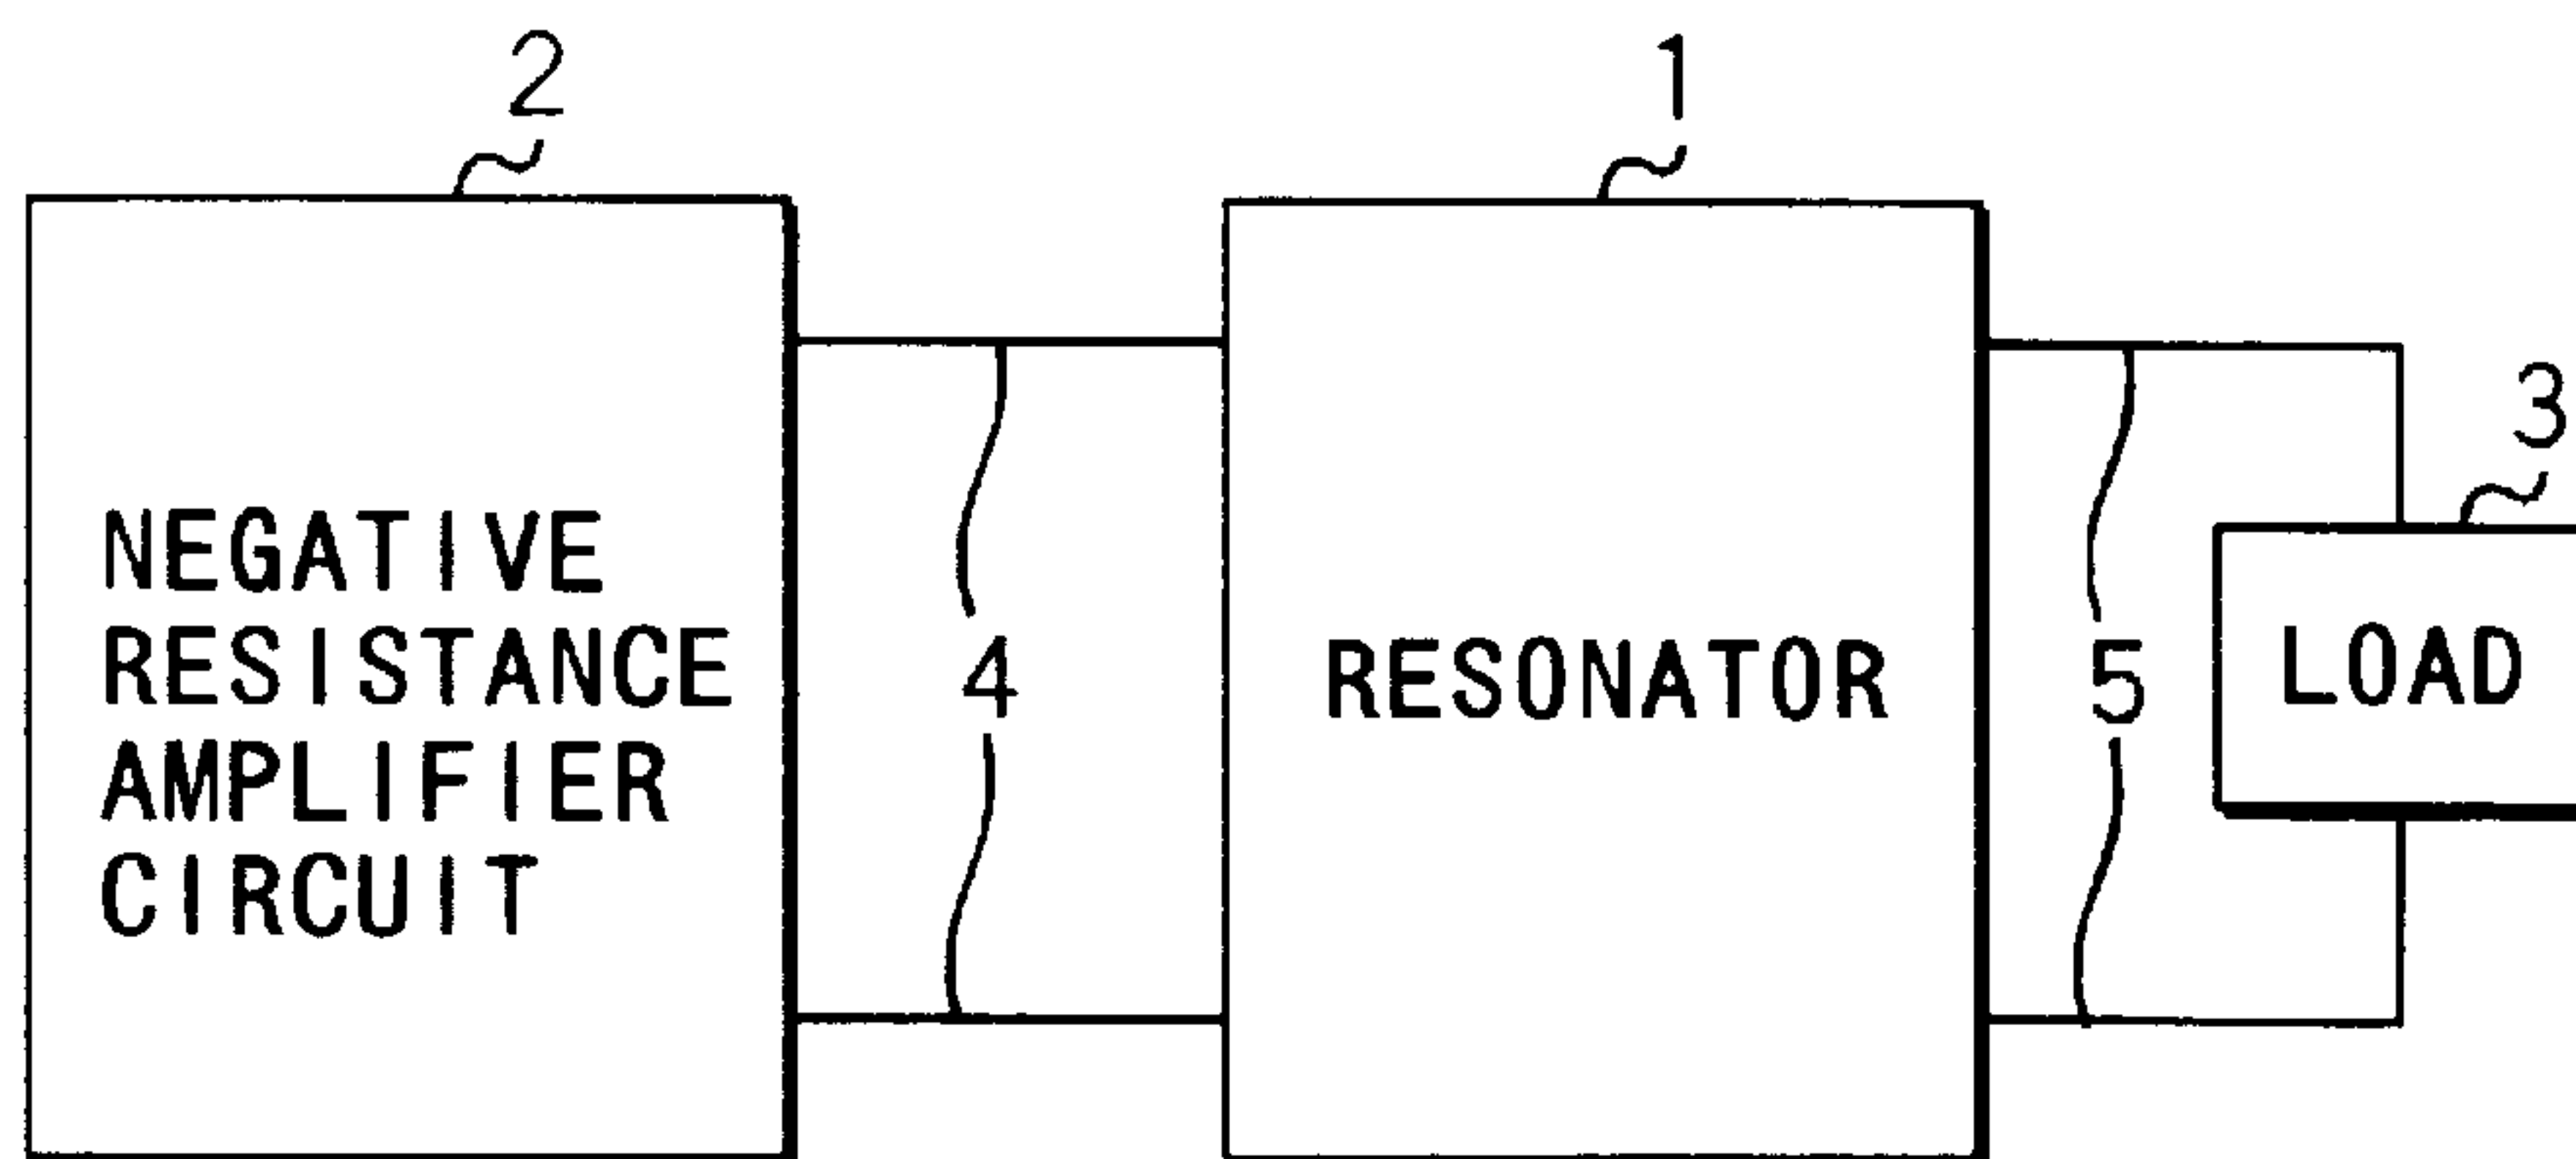 2
1
NEGATIVE
RESISTANCE
AMPLIFIER
CIRCUIT
4
RESONATOR
5
3
LOAD